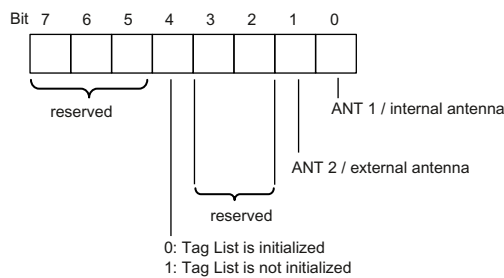 Bit 7 6 5 4 3 2 1 0
reserved
ANT 1 / internal antenna
ANT 2 / external antenna
reserved
0: Tag List is initialized
1: Tag List is not initialized